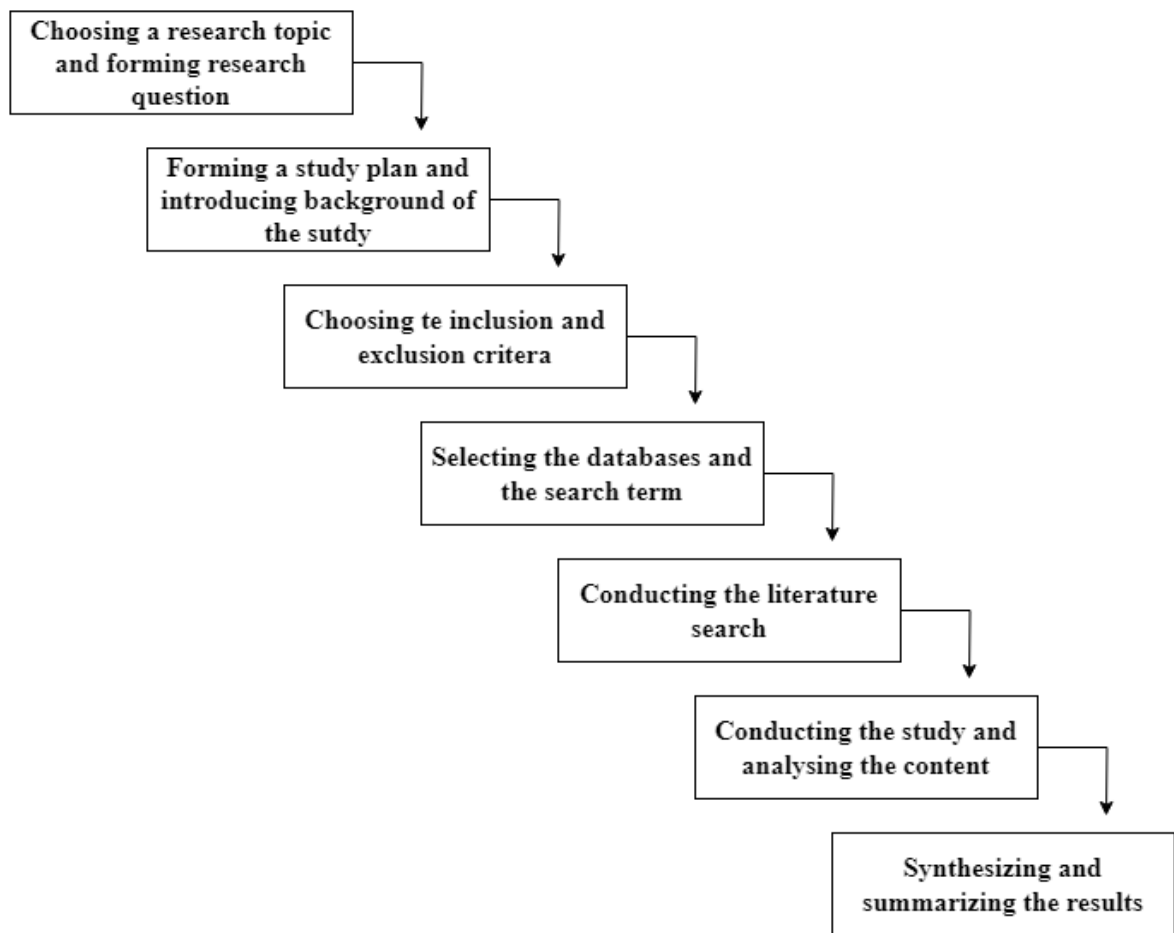 Choosing a research topic
and forming research
question
Forming a study plan and
introducing background of
the sutdy
Choosing te inclusion and
exclusion critera
Selecting the databases and
the search term
Conducting the literature
search
Conducting the study and
analysing the content
Synthesizing and
summarizing the results